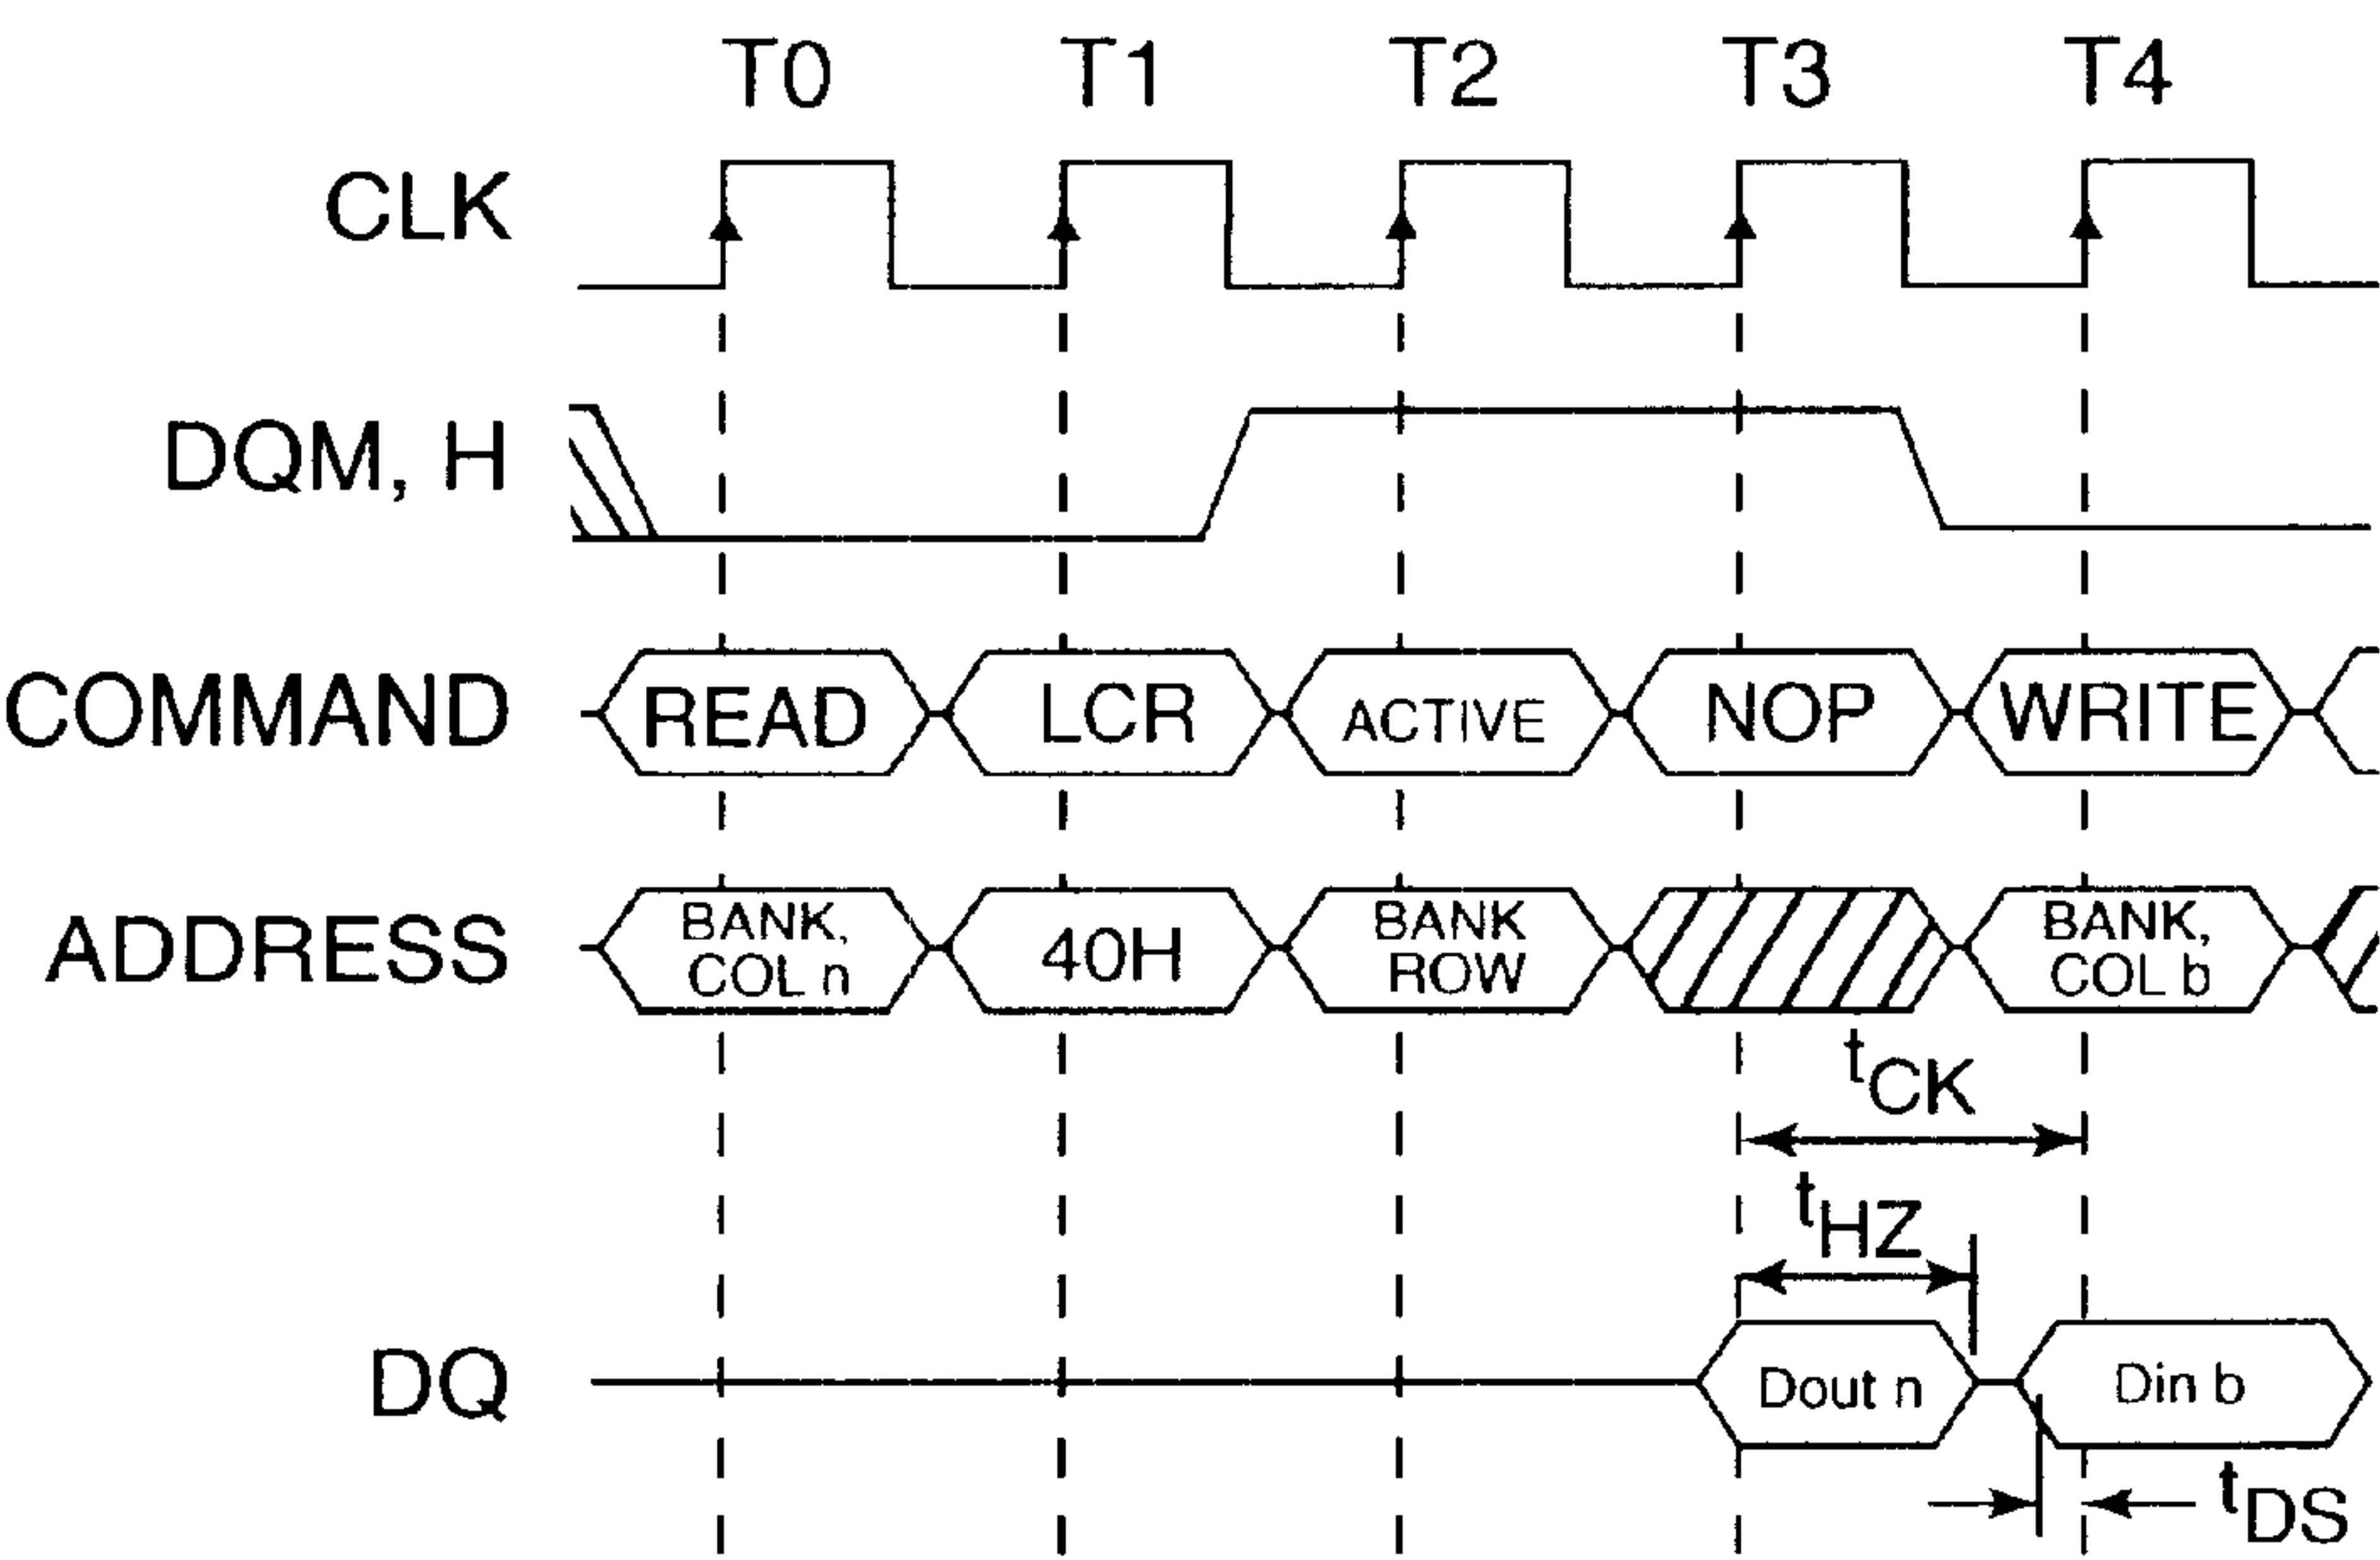 T0 T1 T2 T3 T4
CLK
DQM, H
COMMAND READ LCR ACTIVE NOP WRITE
ADDRESS
BANK,
COL n
40H
BANK
ROW
BANK,
COL b
tCK
tHZ
DQ Dout n Din b
tDS